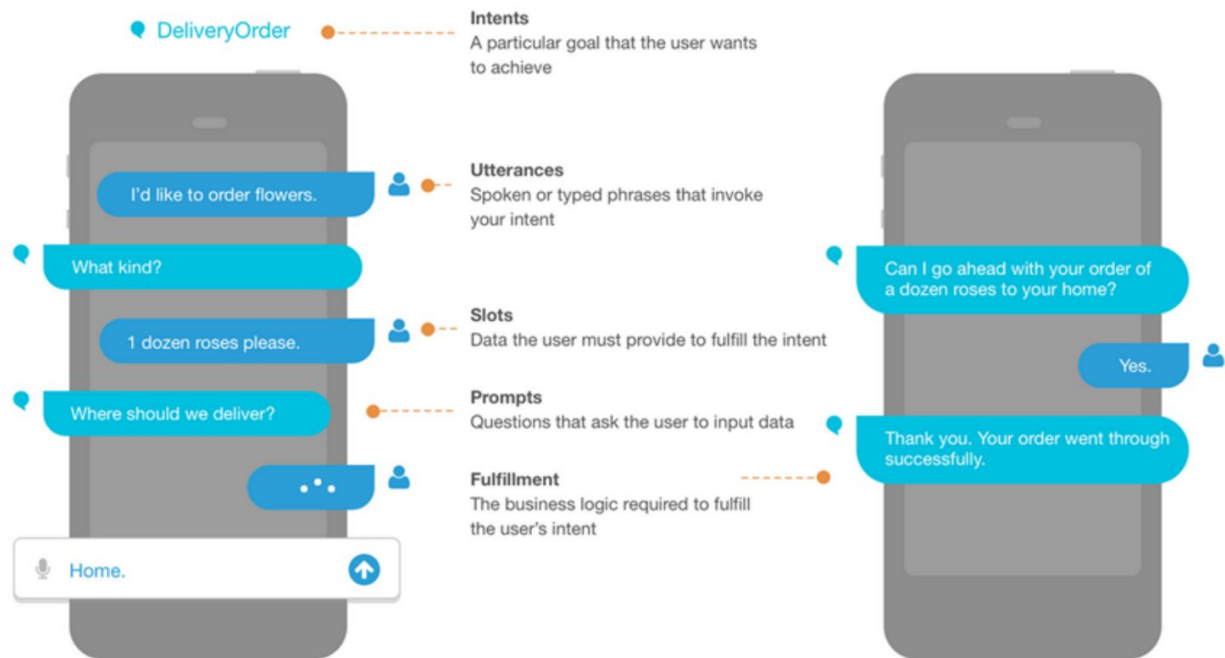 DeliveryOrder
Intents
A particular goal that the user wants
to achieve
I'd like to order flowers.
Utterances
Spoken or typed phrases that invoke
your intent
What kind?
1 dozen roses please.
Slots
Data the user must provide to fulfill the intent
Where should we deliver?
Prompts
Questions that ask the user to input data
Fulfillment
The business logic required to fulfill
the user's intent
Home.
Can I go ahead with your order of
a dozen roses to your home?
Yes.
Thank you. Your order went through
successfully.